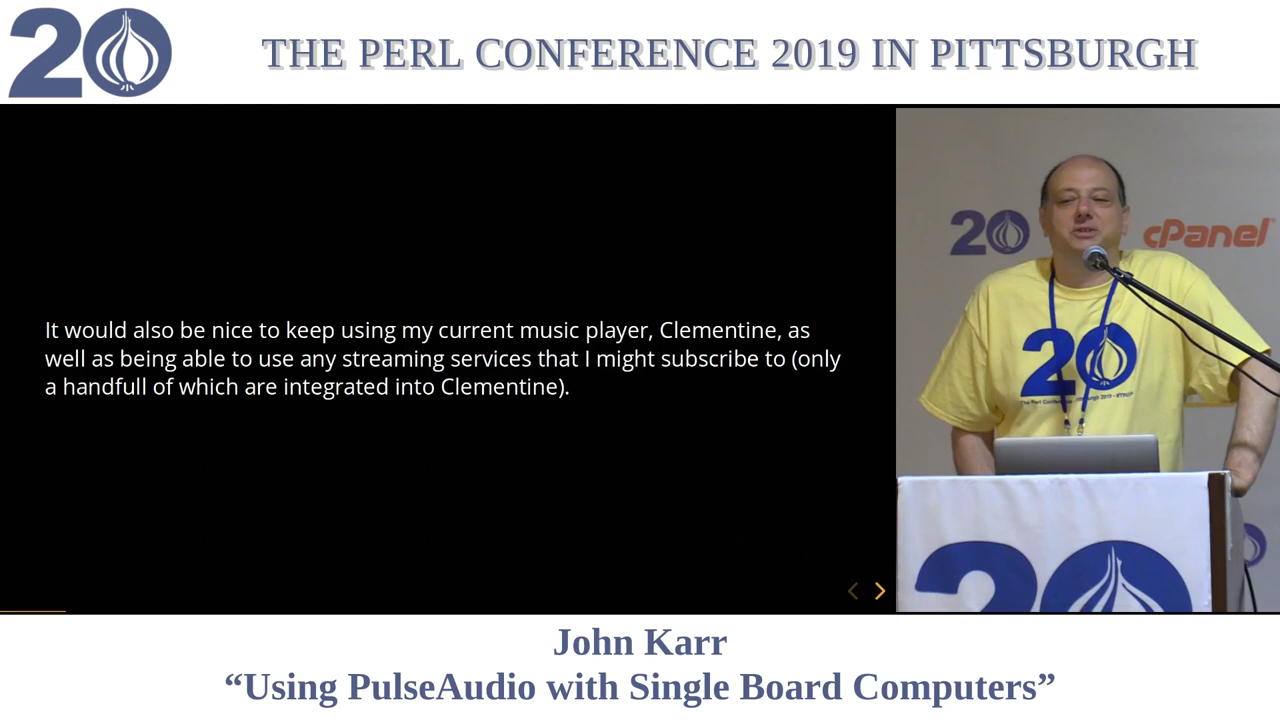 20
THE PERL CONFERENCE 2019 IN PITTSBURGH
It would also be nice to keep using my current music player, Clementine, as
well as being able to use any streaming services that I might subscribe to (only
a handfull of which are integrated into Clementine).
20
cPanel
20
20
John Karr
“Using PulseAudio with Single Board Computers”